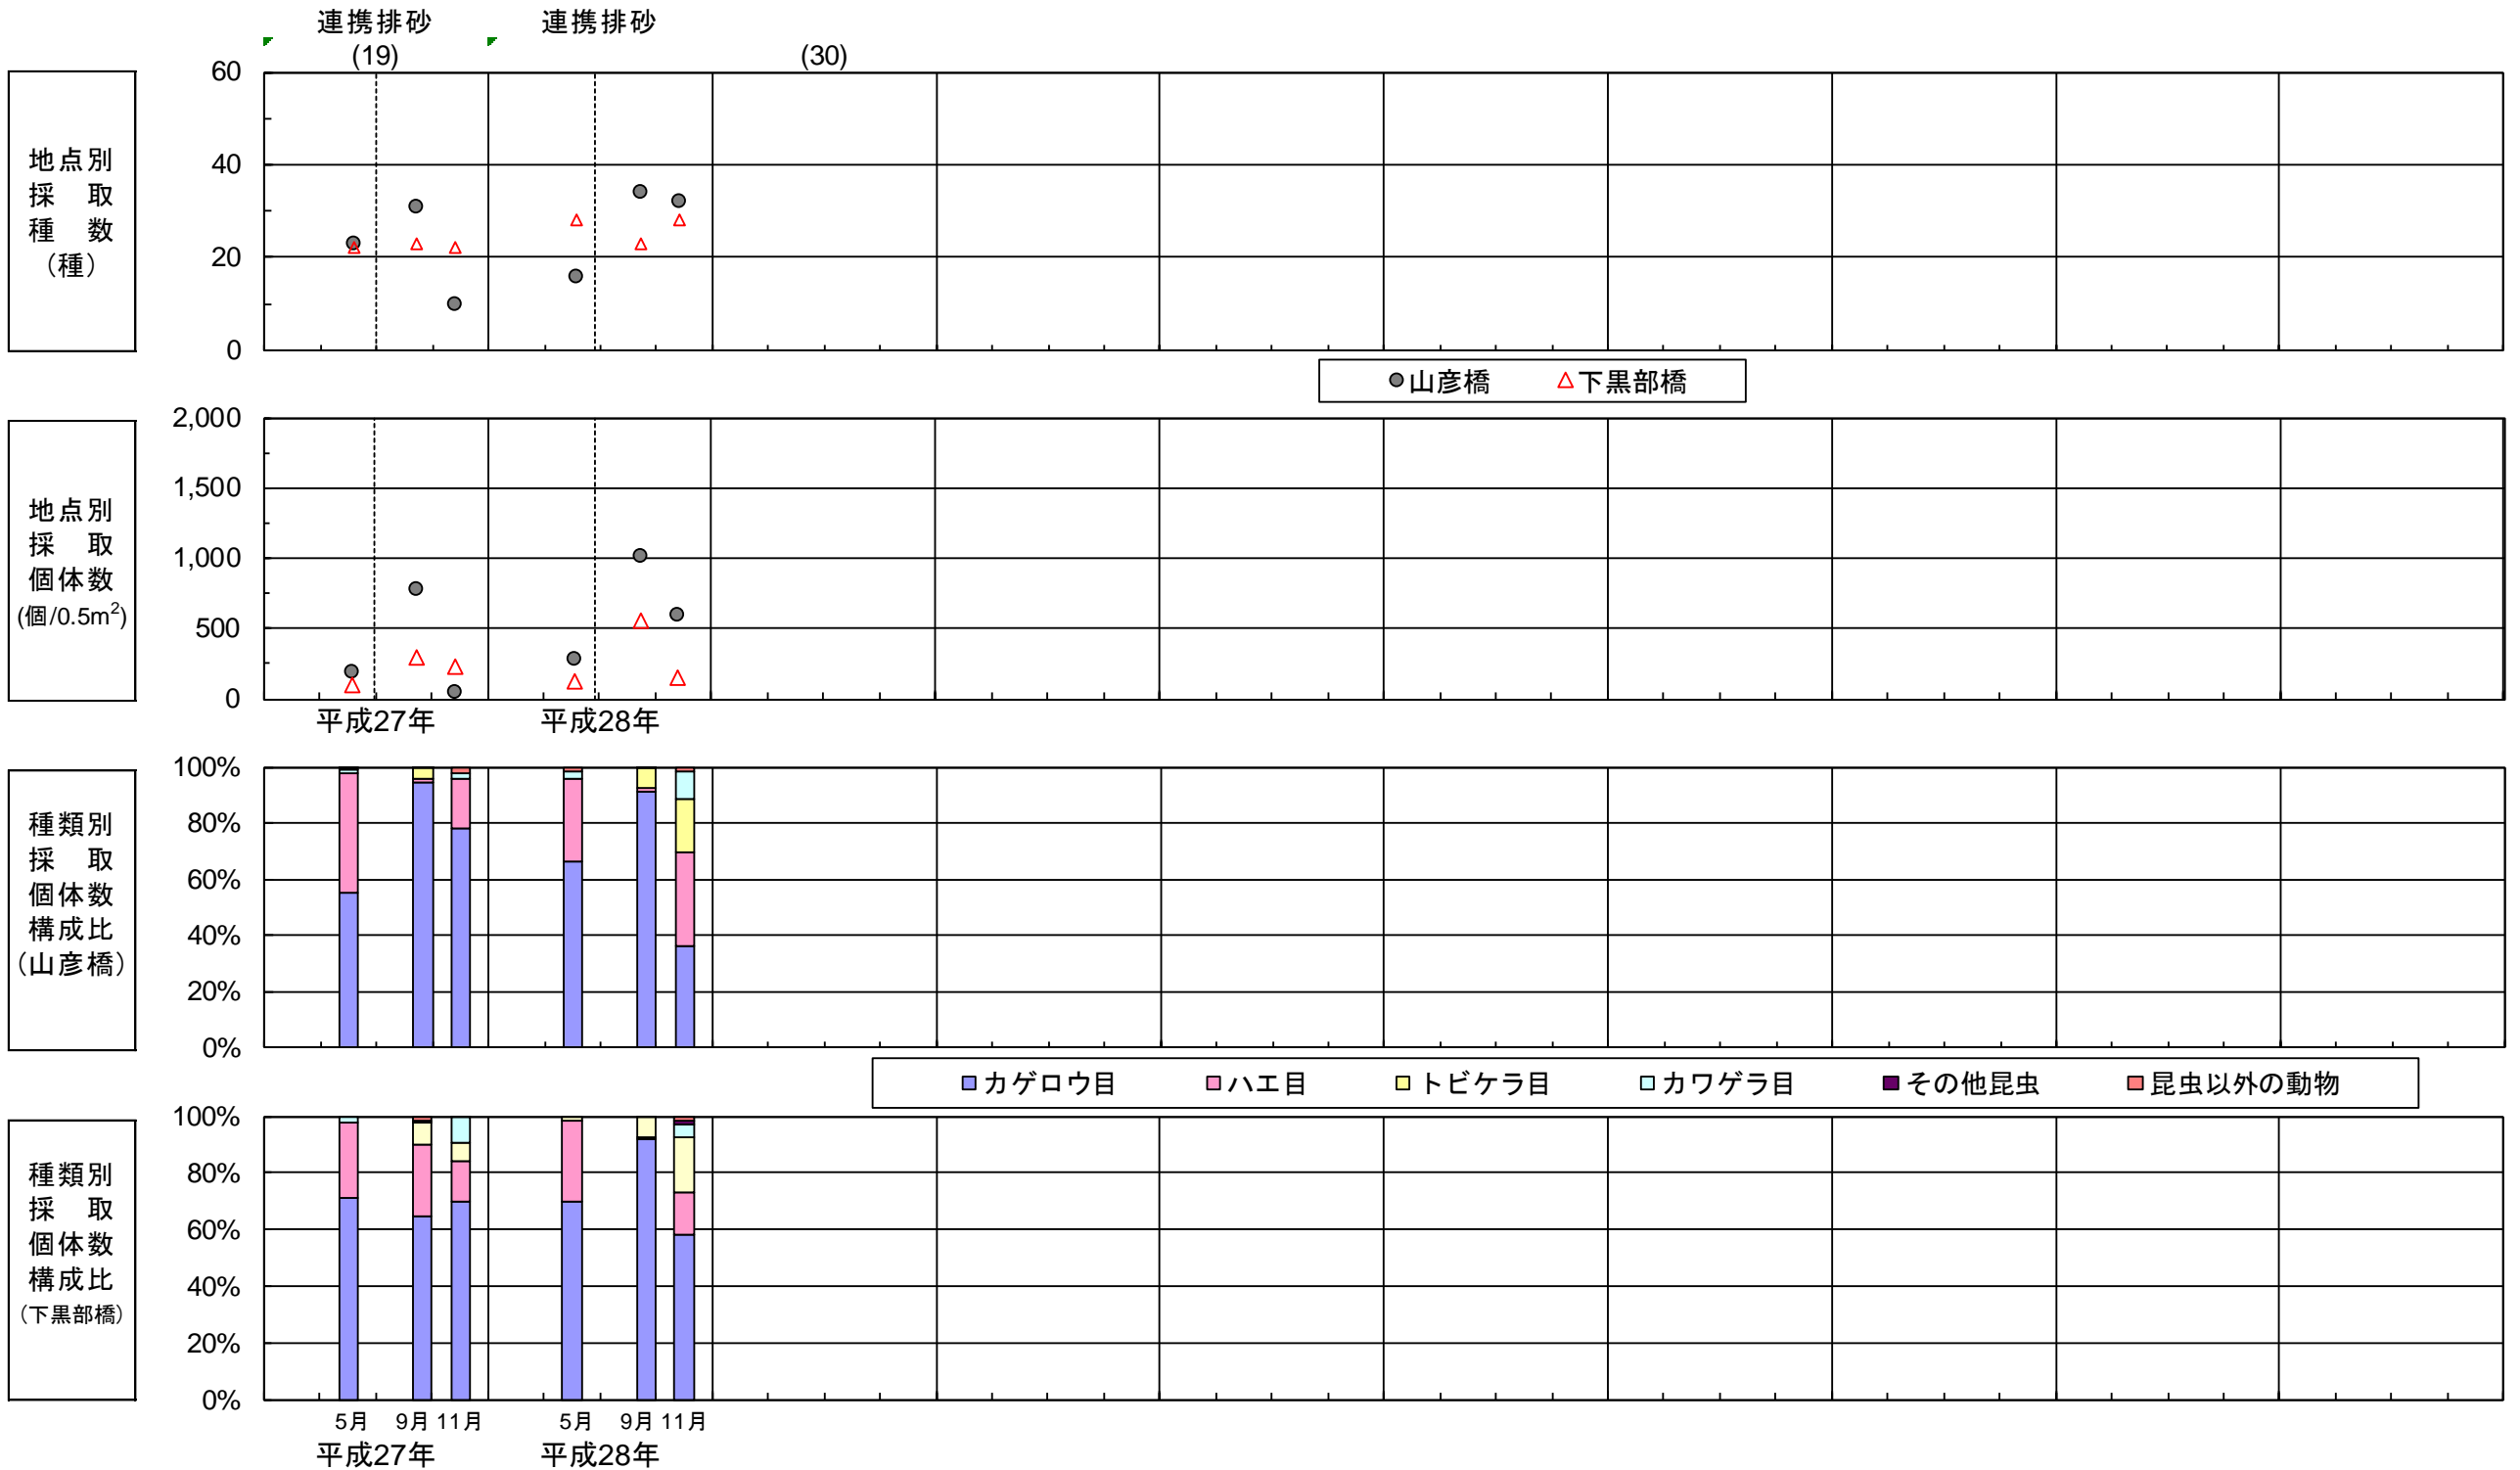 連携排砂 連携排砂
(19) (30)
地点別
採 取
種 数
(種)
60
40
20
0
山彦橋 下黒部橋
地点別
採 取
個体数
(個/0.5m²)
2,000
1,500
1,000
500
0
平成27年 平成28年
種類別
採 取
個体数
構成比
(山彦橋)
100%
80%
60%
40%
20%
0%
カゲロウ目 ハエ目 トビケラ目 カワゲラ目 その他昆虫 昆虫以外の動物
種類別
採 取
個体数
構成比
(下黒部橋)
100%
80%
60%
40%
20%
0%
5月 9月 11月 5月 9月 11月
平成27年 平成28年